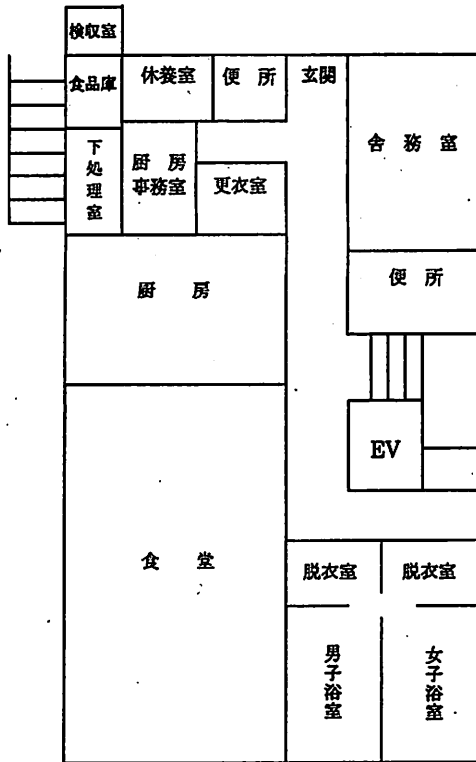 検収室
食品庫
休養室
便 所
玄関
舎 務 室
下処理室
厨 房
事務室
更衣室
便 所
厨 房
EV
食 堂
脱衣室
脱衣室
男子浴室
女子浴室